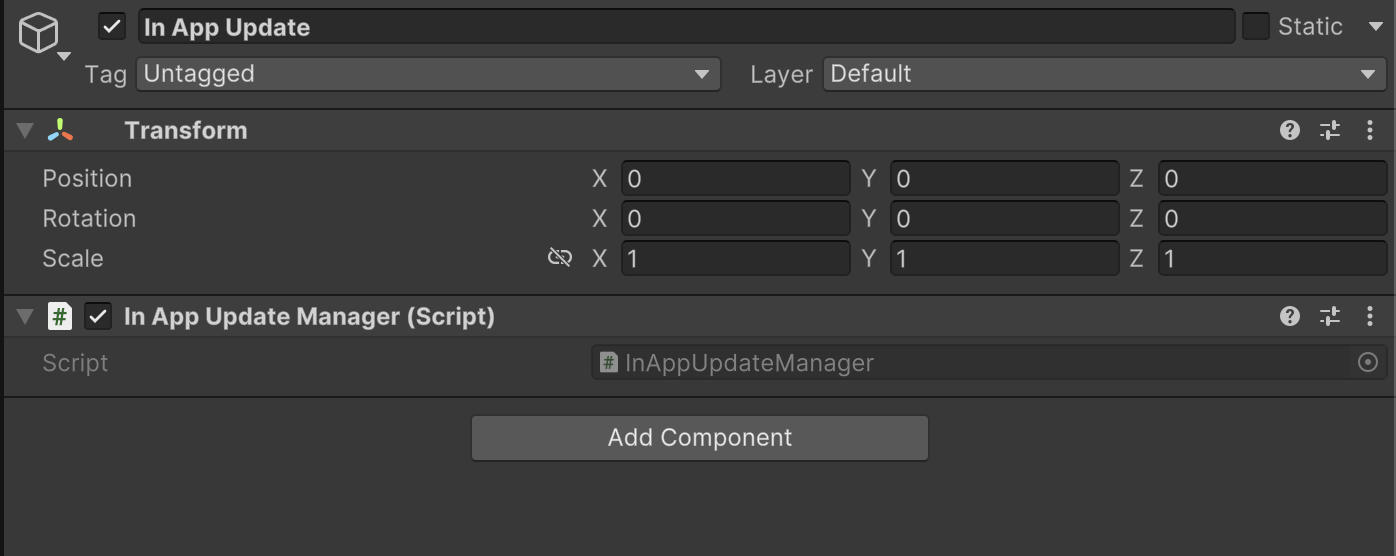 In App Update Static
Tag Untagged Layer Default
Transform
Position X 0 Y 0 Z 0
Rotation X 0 Y 0 Z 0
Scale X 1 Y 1 Z 1
# In App Update Manager (Script)
Script # InAppUpdateManager
Add Component